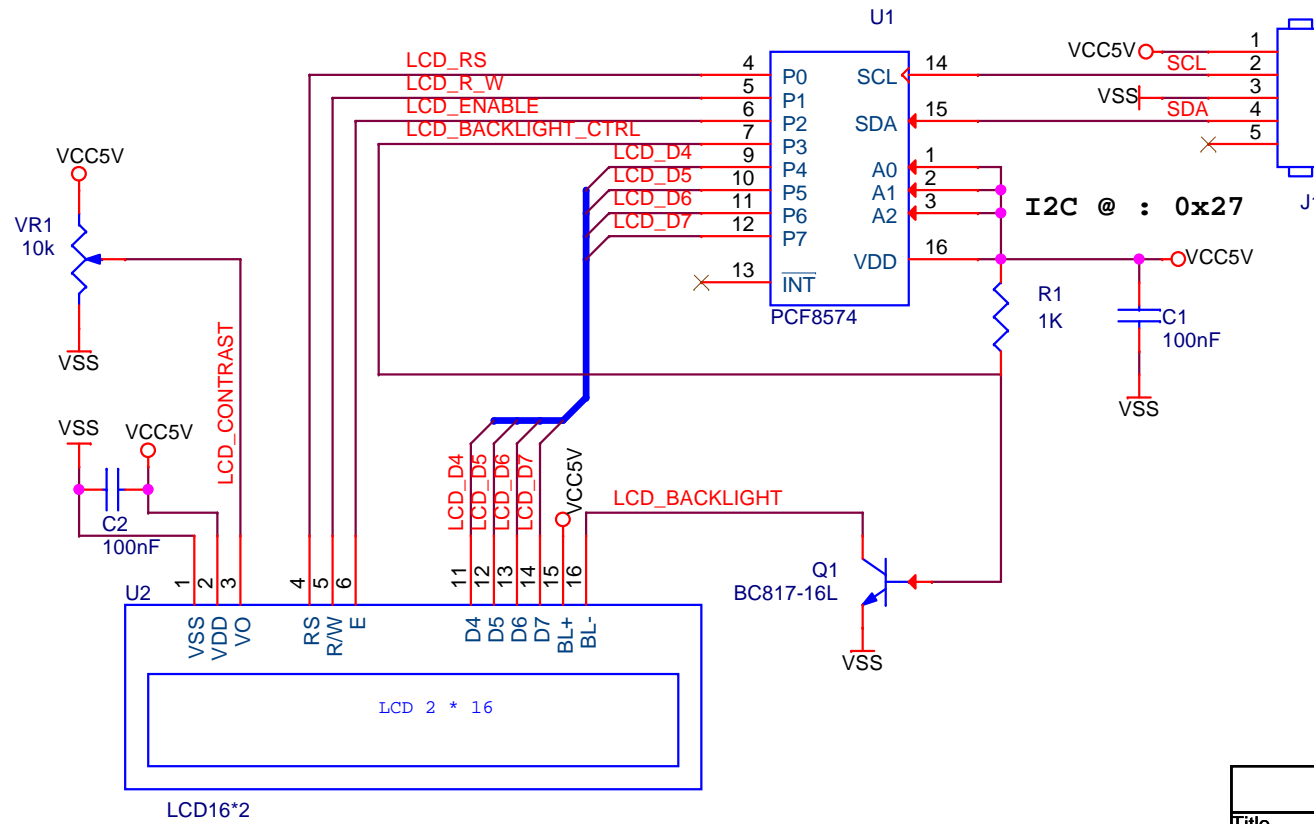 U1
LCD_RS
4
P0
SCL
14
VCC5V
1
SCL
2
LCD_R_W
5
P1
VSS
3
LCD_ENABLE
6
P2
SDA
15
SDA
4
LCD_BACKLIGHT_CTRL
7
P3
5
LCD_D4
9
P4
A0
1
LCD_D5
10
P5
A1
2
LCD_D6
11
P6
A2
3
LCD_D7
12
P7
I2C @ : 0x27
J1
VCC5V
VR1
10k
VSS
13
INT
VDD
16
VCC5V
PCF8574
R1
1K
C1
100nF
VSS
LCD_CONTRAST
VSS
VCC5V
C2
100nF
LCD_D4
LCD_D5
LCD_D6
LCD_D7
VCC5V
LCD_BACKLIGHT
Q1
BC817-16L
VSS
U2
1
2
3
4
5
6
11
12
13
14
15
16
VSS
VDD
VO
RS
R/W
E
D4
D5
D6
D7
BL+
BL-
LCD 2 * 16
LCD16*2
Title